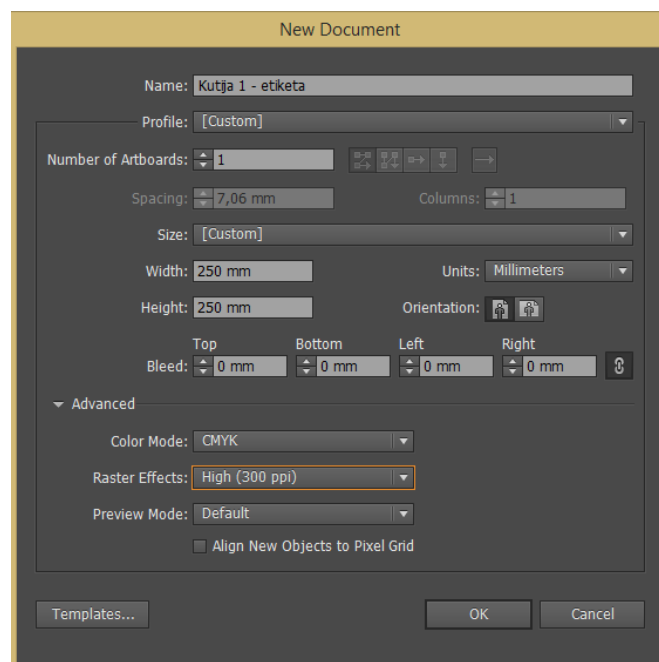 New Document
Name: Kutija 1 - etiketa
Profile: [Custom]
Number of Artboards: 1
Spacing: 7,06 mm Columns: 1
Size: [Custom]
Width: 250 mm Units: Millimeters
Height: 250 mm Orientation:
Top Bottom Left Right
Bleed: 0 mm 0 mm 0 mm 0 mm
Advanced
Color Mode: CMYK
Raster Effects: High (300 ppi)
Preview Mode: Default
Align New Objects to Pixel Grid
Templates... OK Cancel